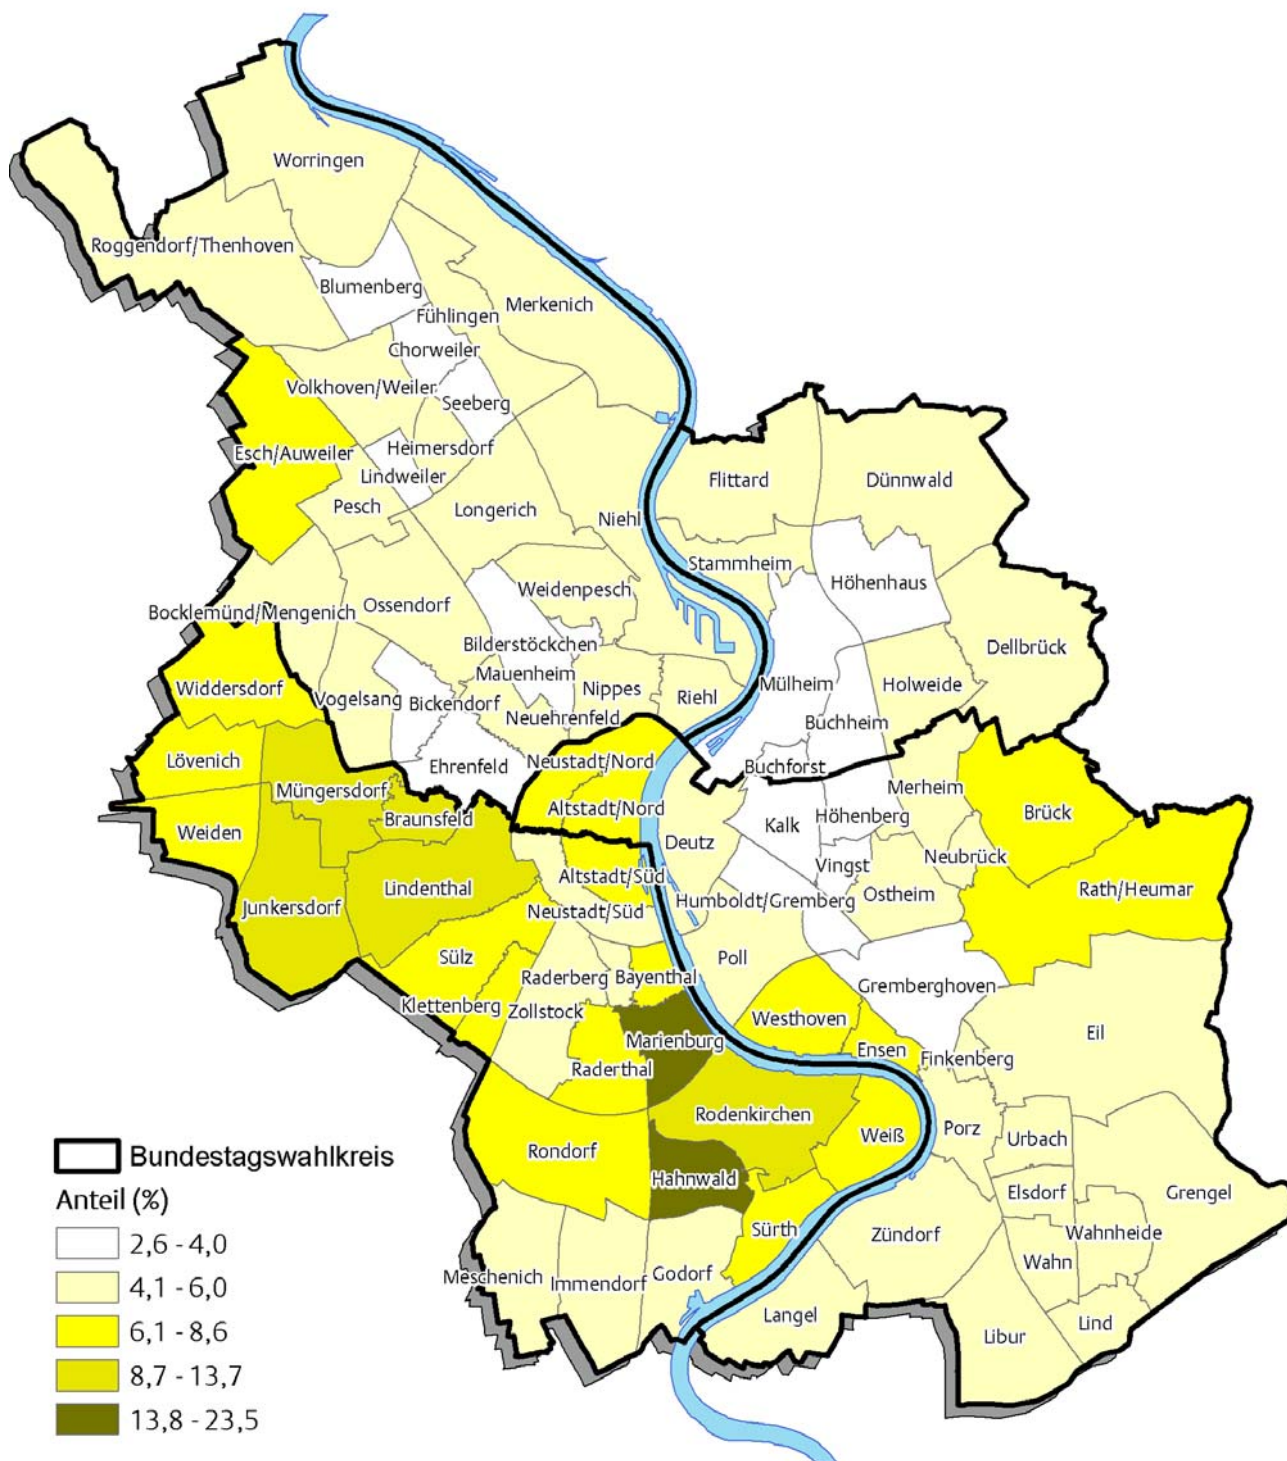 Worringen
Roggendorf/Thenhoven
Blumenberg
Merkenich
Fühlingen
Chorweiler
Volkhoven/Weiler
Seeberg
Esch/Auweiler
Heimersdorf
Lindweiler
Flittard
Dünnwald
Pesch
Longerich
Niehl
Stammheim
Höhenhaus
Weidenpesch
Ossendorf
Bocklemünd/Mengenich
Bilderstöckchen
Dellbrück
Mauenheim
Widdersdorf
Vogelsang
Bickendorf
Nippes
Riehl
Mülheim
Holweide
Neuehrenfeld
Buchheim
Lövenich
Ehrenfeld
Neustadt/Nord
Buchforst
Müngersdorf
Merheim
Altstadt/Nord
Braunsfeld
Weiden
Deutz
Kalk
Höhenberg
Brück
Neubrück
Vingst
Altstadt/Süd
Lindenthal
Rath/Heumar
Ostheim
Humboldt/Gremberg
Junkersdorf
Neustadt/Süd
Sülz
Poll
Raderberg
Bayenthal
Gremberghoven
Klettenberg
Zollstock
Westhoven
Marienburg
Eil
Ensen
Finkenberg
Raderthal
Rodenkirchen
Porz
Weiß
Urbach
Rondorf
Hahnwald
Elsdorf
Grengel
Sürth
Zündorf
Wahnheide
Wahn
Meschenich
Immendorf
Godorf
Langel
Libur
Lind
Bundestagswahlkreis
Anteil (%)
2,6 - 4,0
4,1 - 6,0
6,1 - 8,6
8,7 - 13,7
13,8 - 23,5